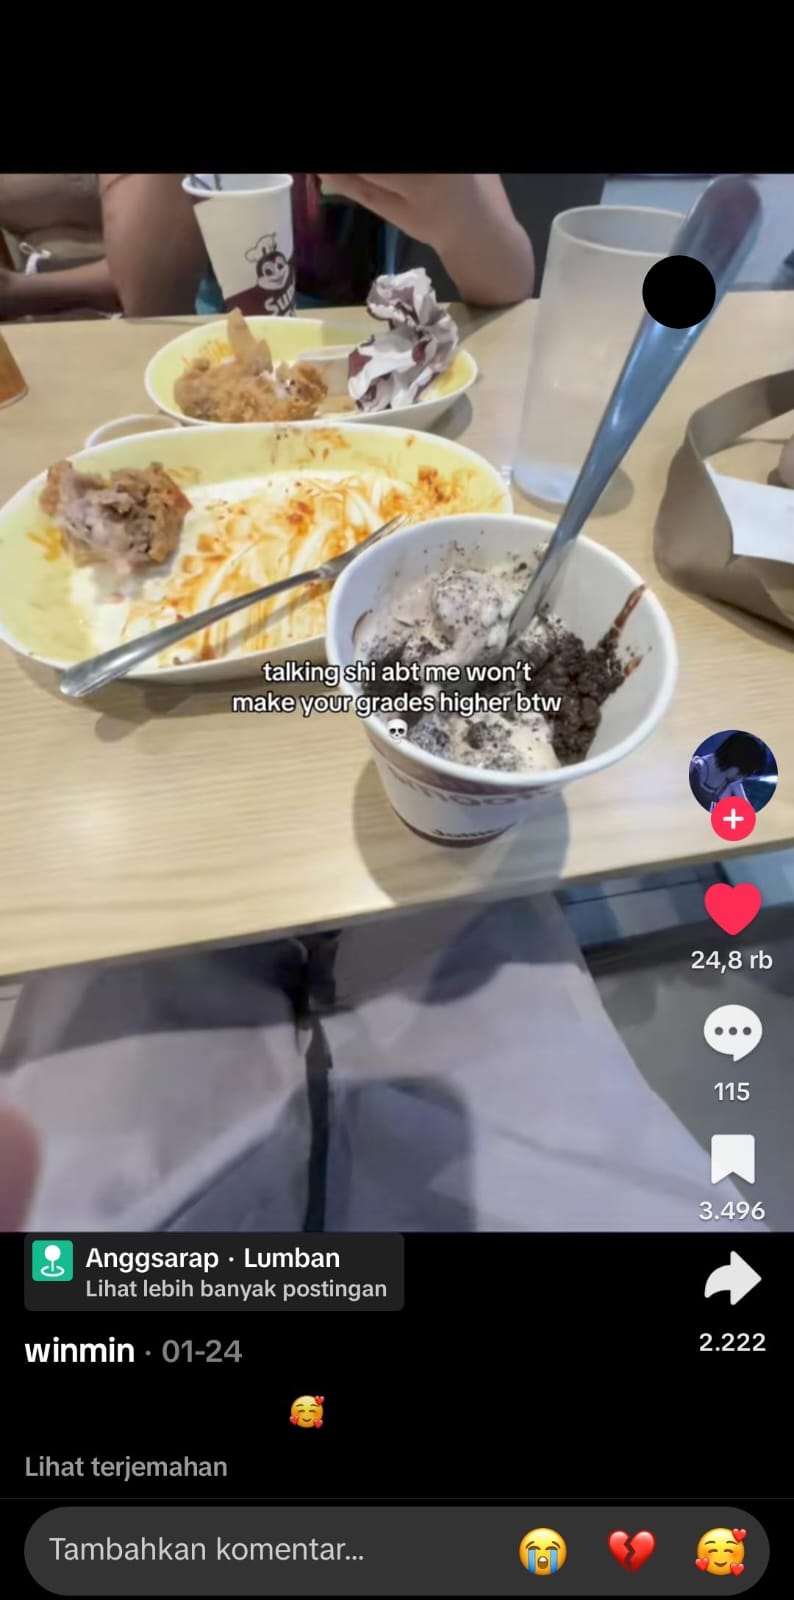 talking shi abt me won't
make your grades higher btw
💀
24,8 rb
115
3.496
Anggsarap · Lumban
Lihat lebih banyak postingan
2.222
winmin · 01-24
🥰
Lihat terjemahan
Tambahkan komentar...